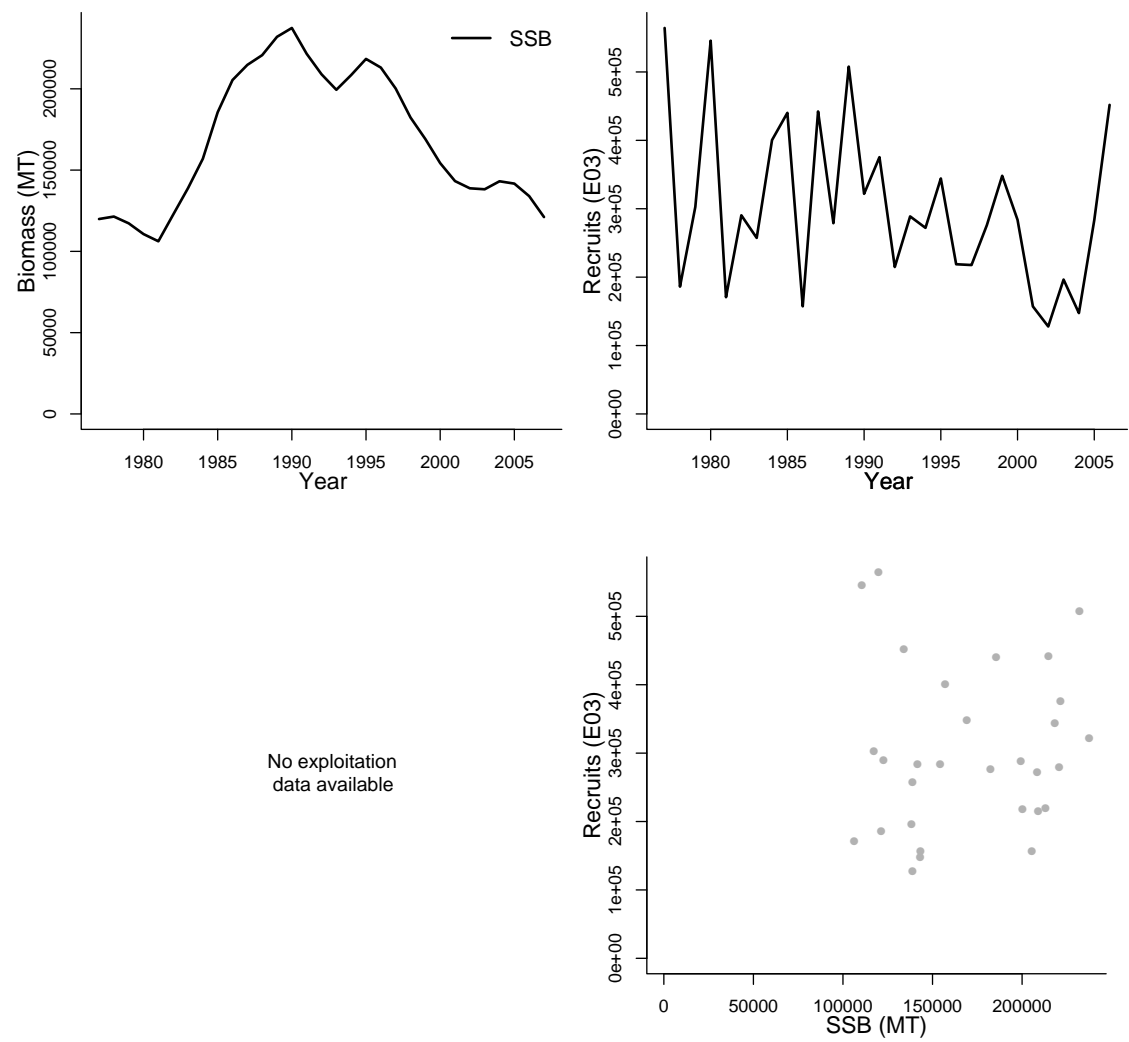 SSB
Biomass (MT)
0
50000
100000
150000
200000
1980 1985 1990 1995 2000 2005
Year
Recruits (E03)
0e+00
1e+05
2e+05
3e+05
4e+05
5e+05
1980 1985 1990 1995 2000 2005
Year
No exploitation
data available
Recruits (E03)
0e+00
1e+05
2e+05
3e+05
4e+05
5e+05
0 50000 100000 150000 200000
SSB (MT)